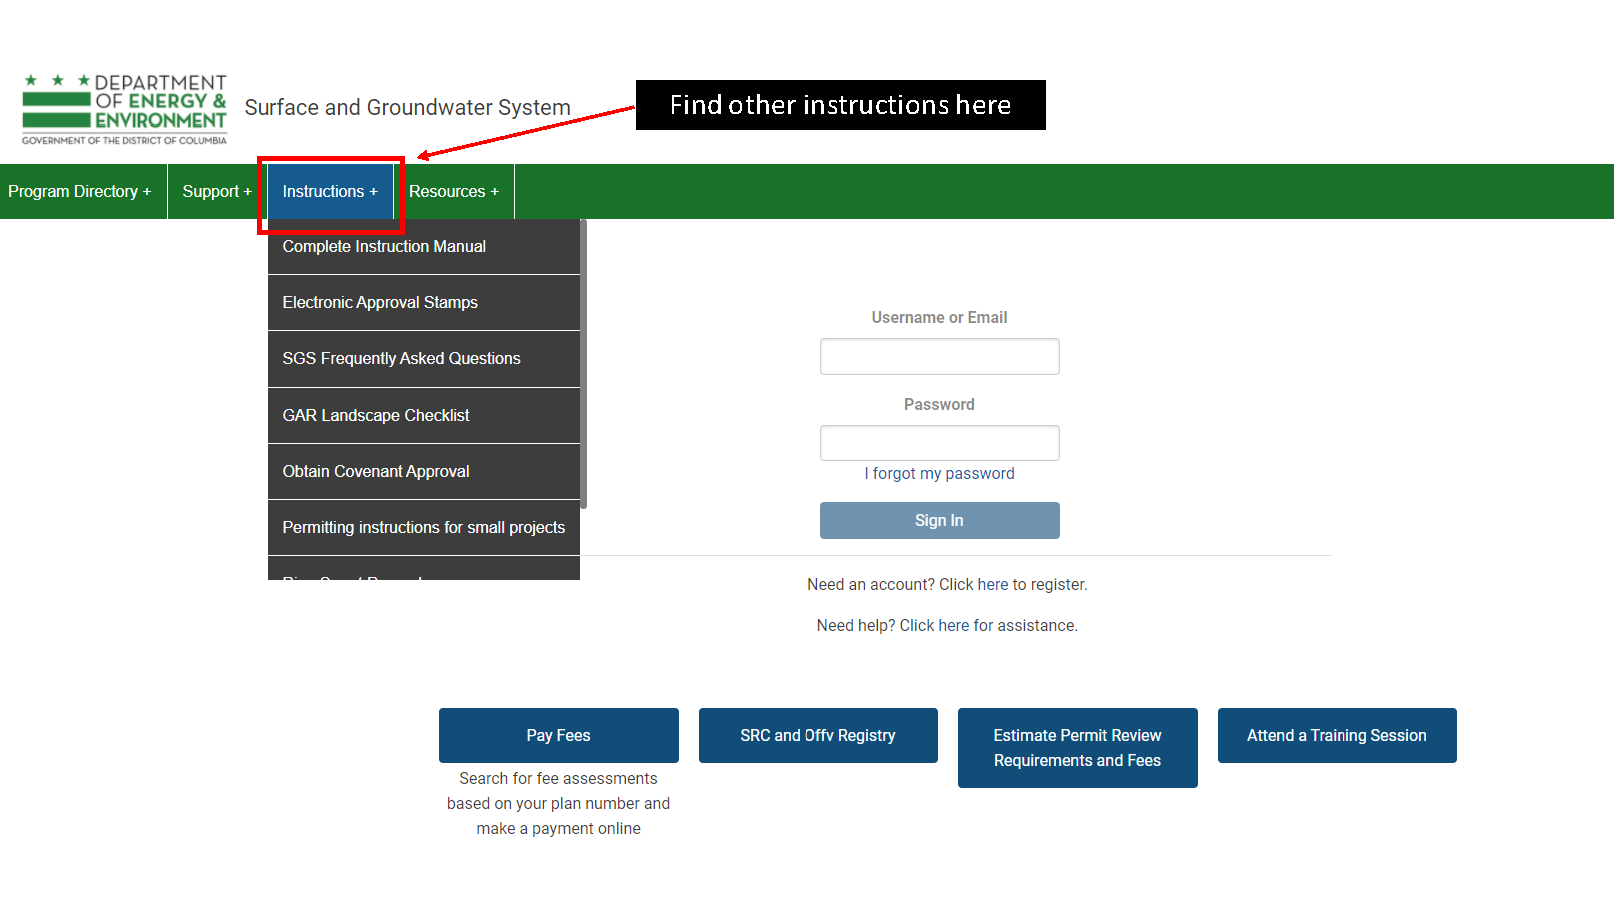 DEPARTMENT
OF ENERGY &
ENVIRONMENT
GOVERNMENT OF THE DISTRICT OF COLUMBIA
Surface and Groundwater System
Find other instructions here
Program Directory +
Support +
Instructions +
Resources +
Complete Instruction Manual
Electronic Approval Stamps
SGS Frequently Asked Questions
GAR Landscape Checklist
Obtain Covenant Approval
Permitting instructions for small projects
Username or Email
Password
I forgot my password
Sign In
Need an account? Click here to register.
Need help? Click here for assistance.
Pay Fees
Search for fee assessments
based on your plan number and
make a payment online
SRC and Offv Registry
Estimate Permit Review
Requirements and Fees
Attend a Training Session